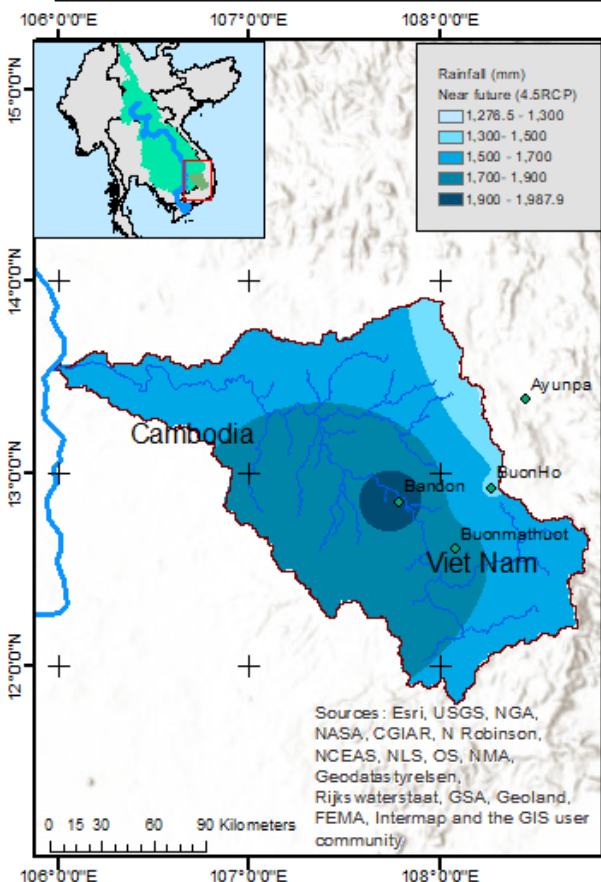 106°0'0"E 107°0'0"E 108°0'0"E
15°0'0"N
14°0'0"N
13°0'0"N
12°0'0"N
Rainfall (mm)
Near future (4.5RCP)
1,276.5 - 1,300
1,300- 1,500
1,500 - 1,700
1,700- 1,900
1,900 - 1,987.9
Ayunpa
Cambodia
BuonHo
Bandon
Buonmathuot
Viet Nam
Sources: Esri, USGS, NGA,
NASA, CGIAR, N Robinson,
NCEAS, NLS, OS, NMA,
Geodatastyrelsen,
Rijkswaterstaat, GSA, Geoland,
FEMA, Intermap and the GIS user
community
0 15 30 60 90 Kilometers
106°0'0"E 107°0'0"E 108°0'0"E